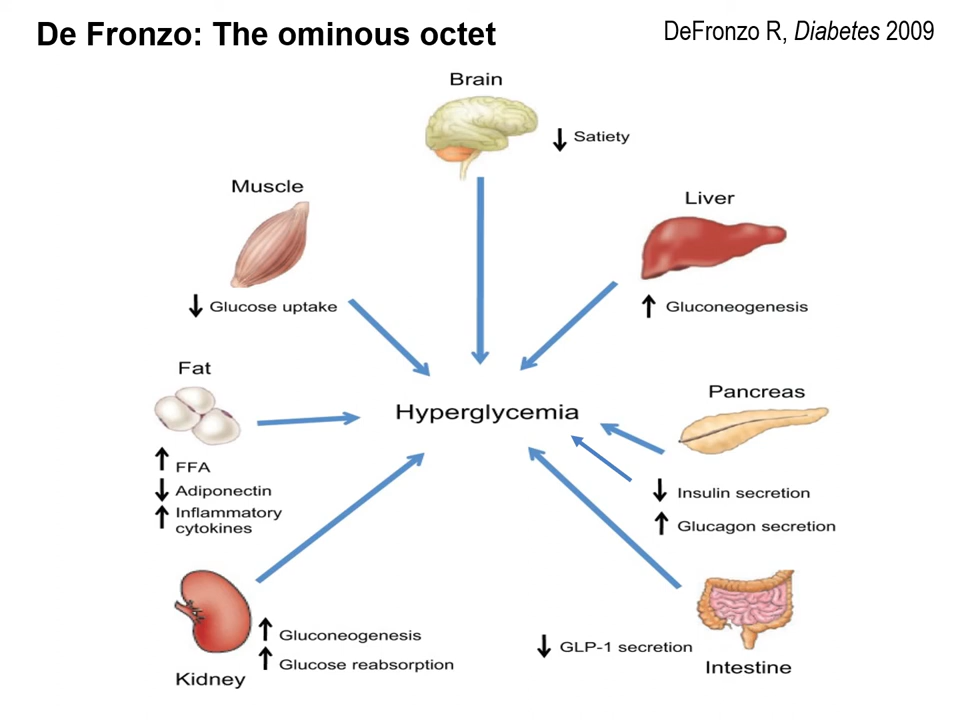 De Fronzo: The ominous octet
DeFronzo R, Diabetes 2009
Brain
↓ Satiety
Muscle
↓ Glucose uptake
Liver
↑ Gluconeogenesis
Fat
↑ FFA
↓ Adiponectin
↑ Inflammatory
cytokines
Hyperglycemia
Pancreas
↓ Insulin secretion
↑ Glucagon secretion
Kidney
↑ Gluconeogenesis
↑ Glucose reabsorption
↓ GLP-1 secretion
Intestine